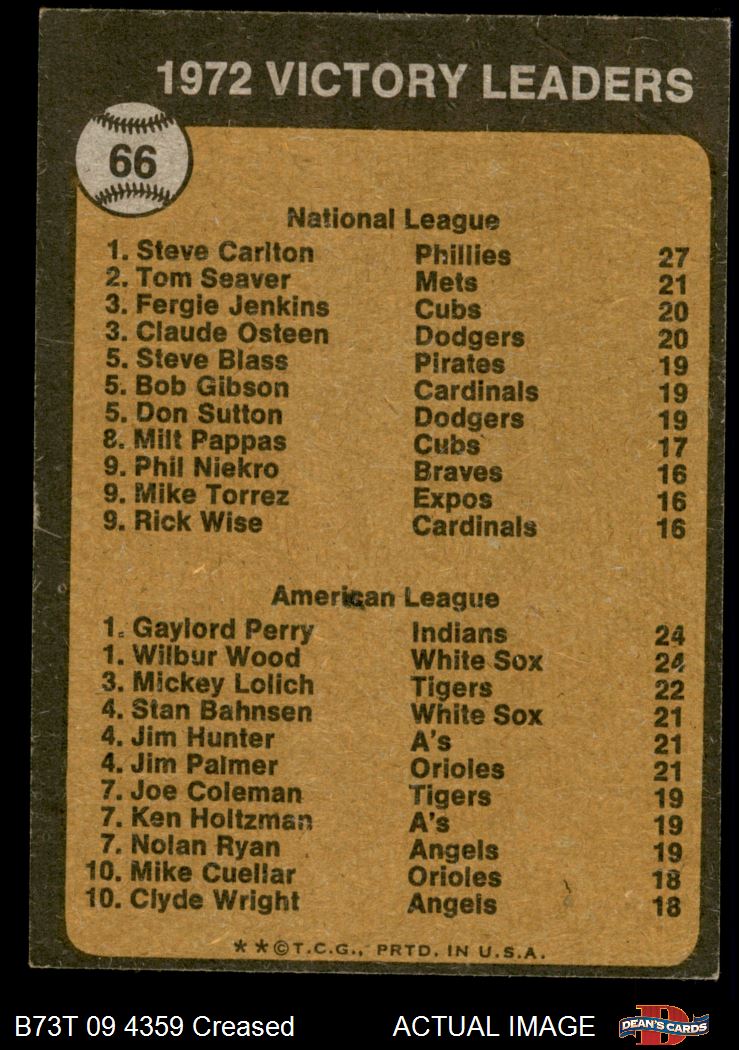 1972 VICTORY LEADERS
66
National League
1. Steve Carlton Phillies 27
2. Tom Seaver Mets 21
3. Fergie Jenkins Cubs 20
3. Claude Osteen Dodgers 20
5. Steve Blass Pirates 19
5. Bob Gibson Cardinals 19
5. Don Sutton Dodgers 19
8. Milt Pappas Cubs 17
9. Phil Niekro Braves 16
9. Mike Torrez Expos 16
9. Rick Wise Cardinals 16
American League
1. Gaylord Perry Indians 24
1. Wilbur Wood White Sox 24
3. Mickey Lolich Tigers 22
4. Stan Bahnsen White Sox 21
4. Jim Hunter A's 21
4. Jim Palmer Orioles 21
7. Joe Coleman Tigers 19
7. Ken Holtzman A's 19
7. Nolan Ryan Angels 19
10. Mike Cuellar Orioles 18
10. Clyde Wright Angels 18
**©T.C.G., PRTD. IN U.S.A.
B73T 09 4359 Creased ACTUAL IMAGE
D
DEAN'S CARDS